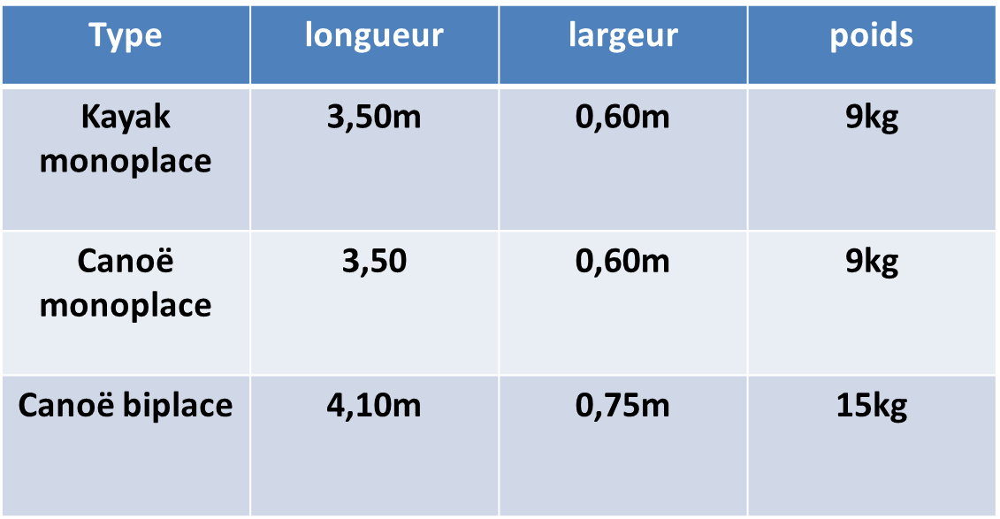 Type longueur largeur poids
Kayak monoplace 3,50m 0,60m 9kg
Canoë monoplace 3,50 0,60m 9kg
Canoë biplace 4,10m 0,75m 15kg